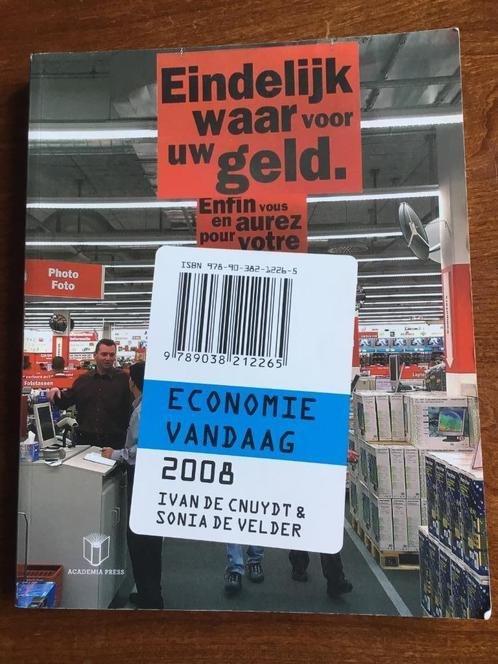 Eindelijk
waar voor
uw geld.
Enfin vous
en aurez
pour votre
Photo
Foto
ISBN 978-90-382-1226-5
9 789038 212265
ECONOMIE
VANDAAG
2008
IVAN DE CNUYDT &
SONIA DE VELDER
Fototassen
ACADEMIA PRESS